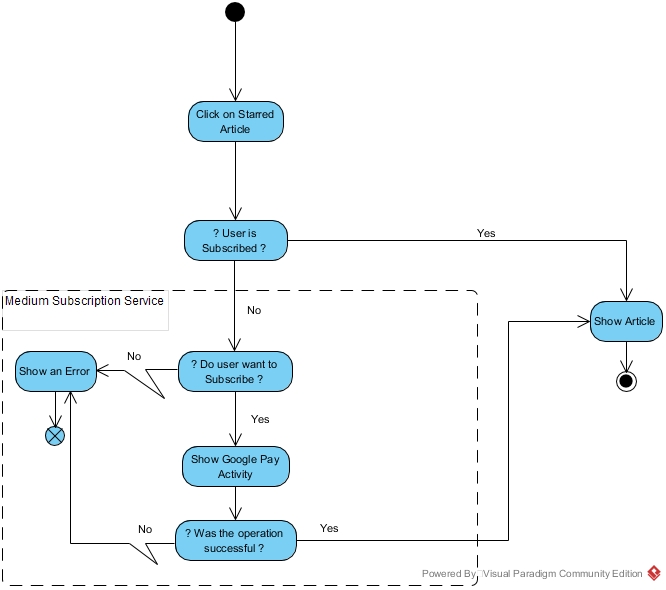 Click on Starred
Article
? User is
Subscribed ?
Yes
No
Medium Subscription Service
Show Article
No
? Do user want to
Subscribe ?
Show an Error
Yes
Show Google Pay
Activity
No
? Was the operation
successful ?
Yes
Powered By Visual Paradigm Community Edition